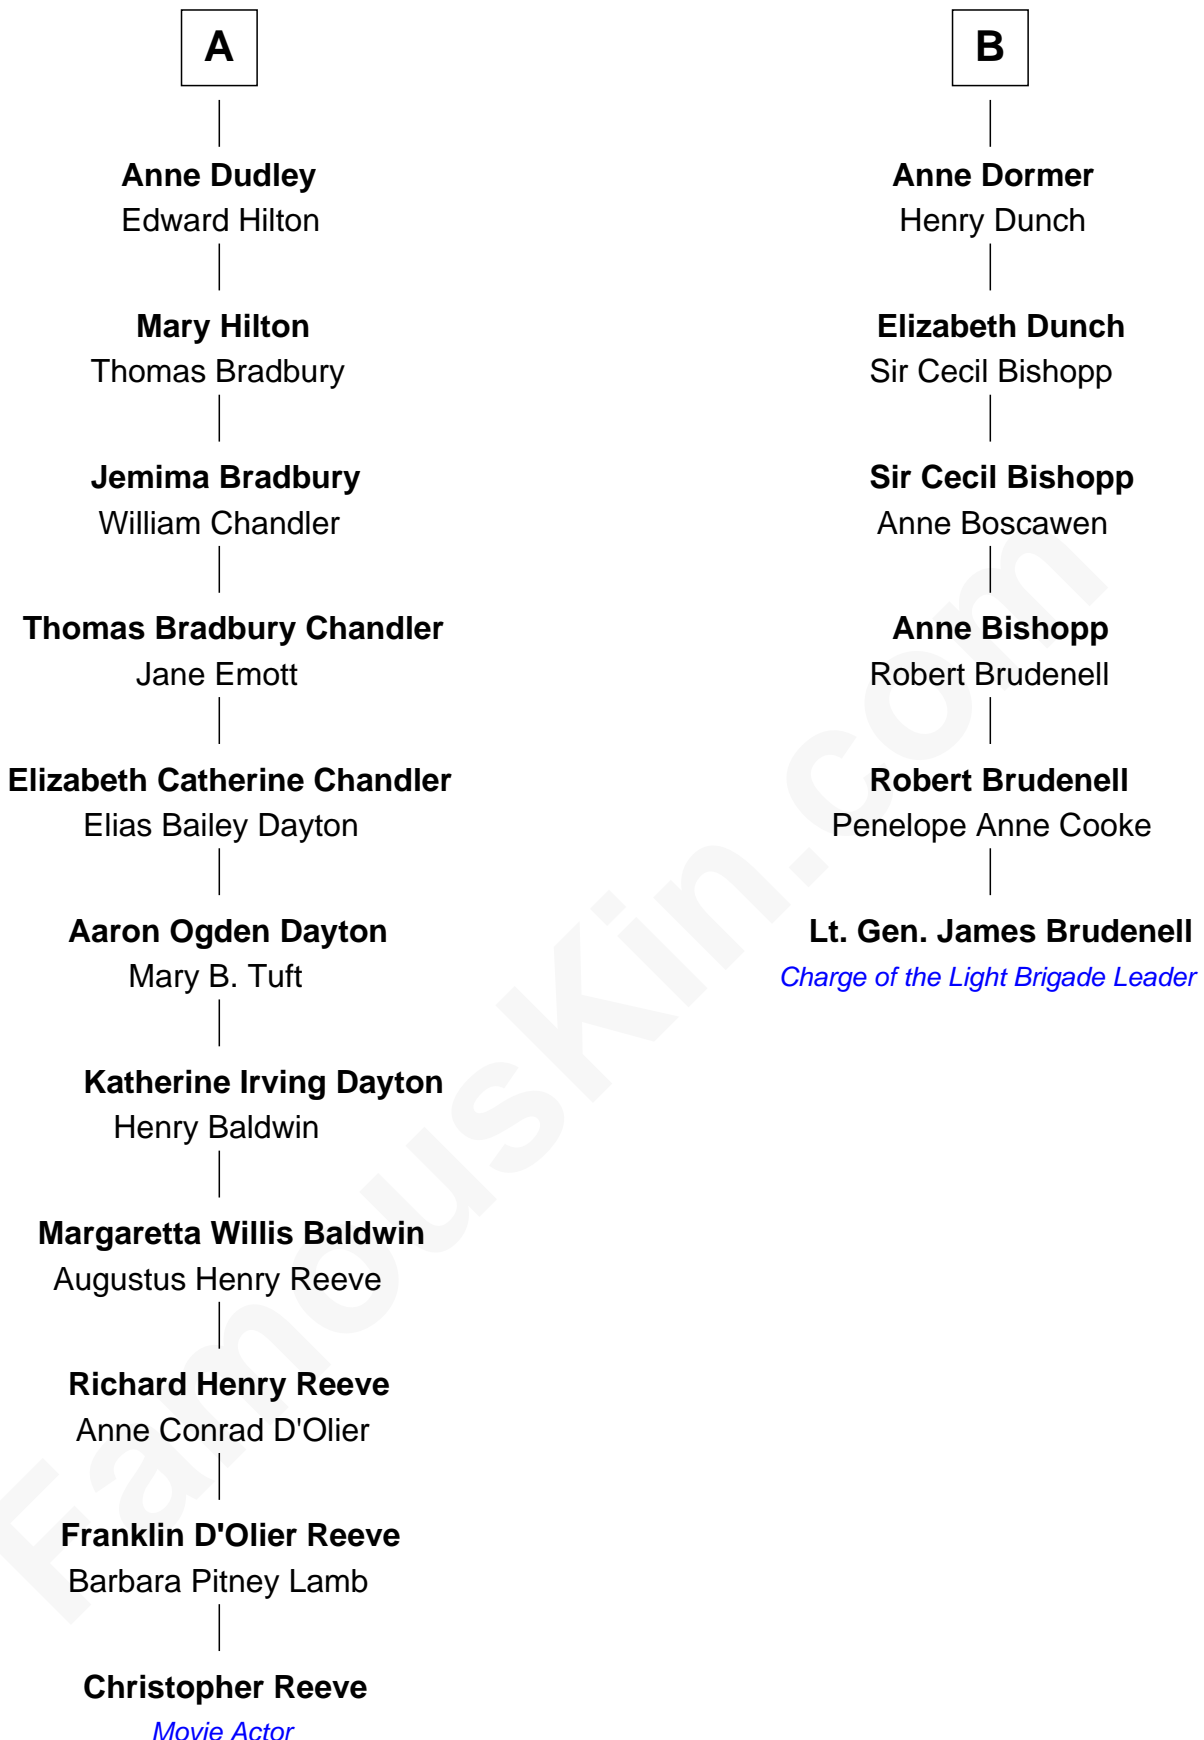 A
Anne Dudley
Edward Hilton
Mary Hilton
Thomas Bradbury
Jemima Bradbury
William Chandler
Thomas Bradbury Chandler
Jane Emott
Elizabeth Catherine Chandler
Elias Bailey Dayton
Aaron Ogden Dayton
Mary B. Tuft
Katherine Irving Dayton
Henry Baldwin
Margaretta Willis Baldwin
Augustus Henry Reeve
Richard Henry Reeve
Anne Conrad D'Olier
Franklin D'Olier Reeve
Barbara Pitney Lamb
Christopher Reeve
Movie Actor
B
Anne Dormer
Henry Dunch
Elizabeth Dunch
Sir Cecil Bishopp
Sir Cecil Bishopp
Anne Boscawen
Anne Bishopp
Robert Brudenell
Robert Brudenell
Penelope Anne Cooke
Lt. Gen. James Brudenell
Charge of the Light Brigade Leader
FamousKin.com